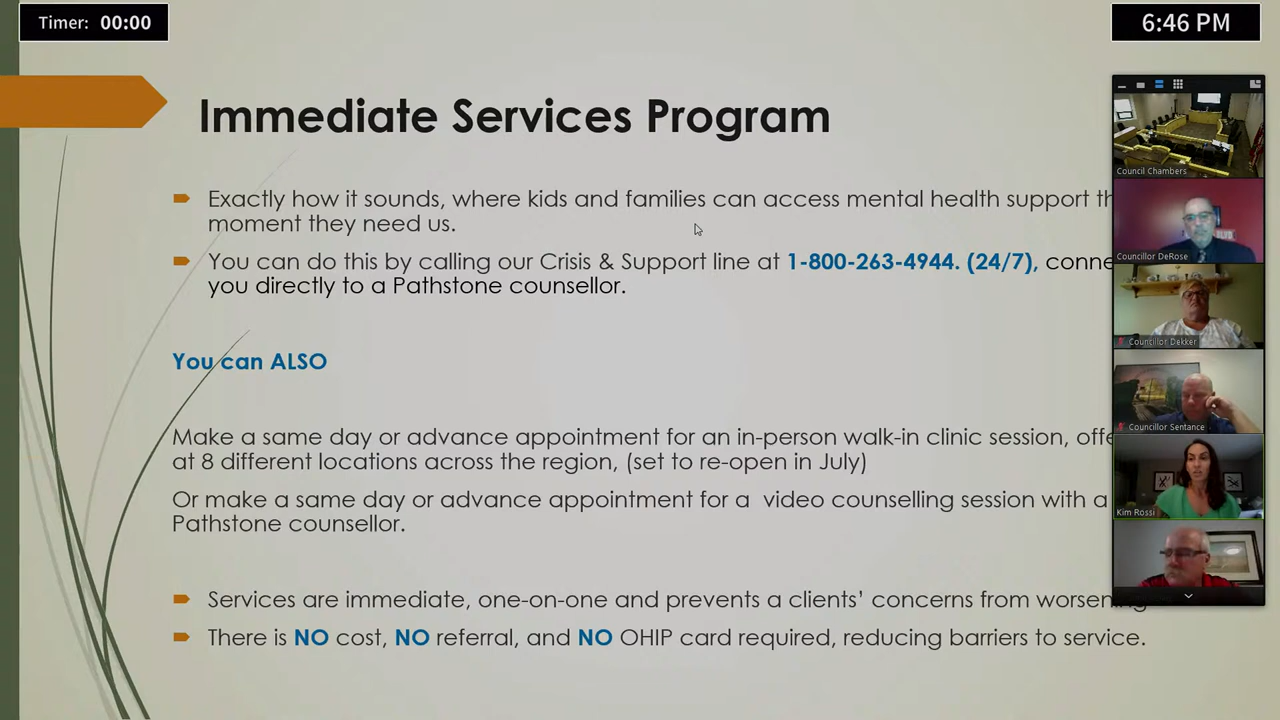 Timer: 00:00
6:46 PM
Immediate Services Program
Exactly how it sounds, where kids and families can access mental health support
moment they need us.
You can do this by calling our Crisis & Support line at 1-800-263-4944. (24/7),
you directly to a Pathstone counsellor.
You can ALSO
Make a same day or advance appointment for an in-person walk-in clinic session,
at 8 different locations across the region, (set to re-open in July)
Or make a same day or advance appointment for a video counselling session with a
Pathstone counsellor.
Services are immediate, one-on-one and prevents a clients’ concerns from worsening
There is NO cost, NO referral, and NO OHIP card required, reducing barriers to service.
Council Chambers
Councillor DeRose
Councillor Dekker
Councillor Sentance
Kim Rossi